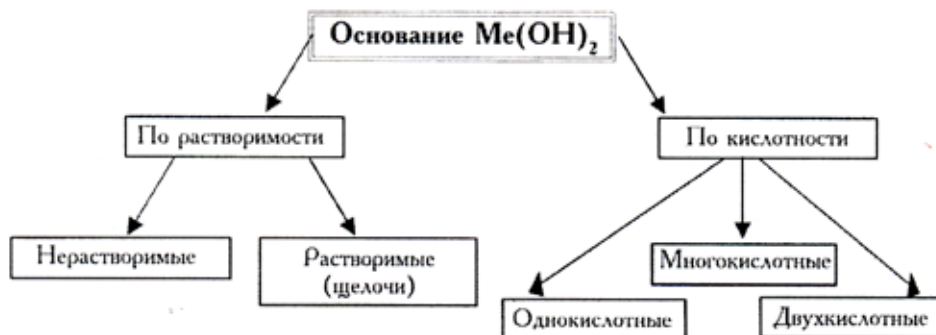 Основание Me(OH)₂
По растворимости
По кислотности
Нерастворимые
Растворимые
(щелочи)
Многокислотные
Однокислотные
Двухкислотные